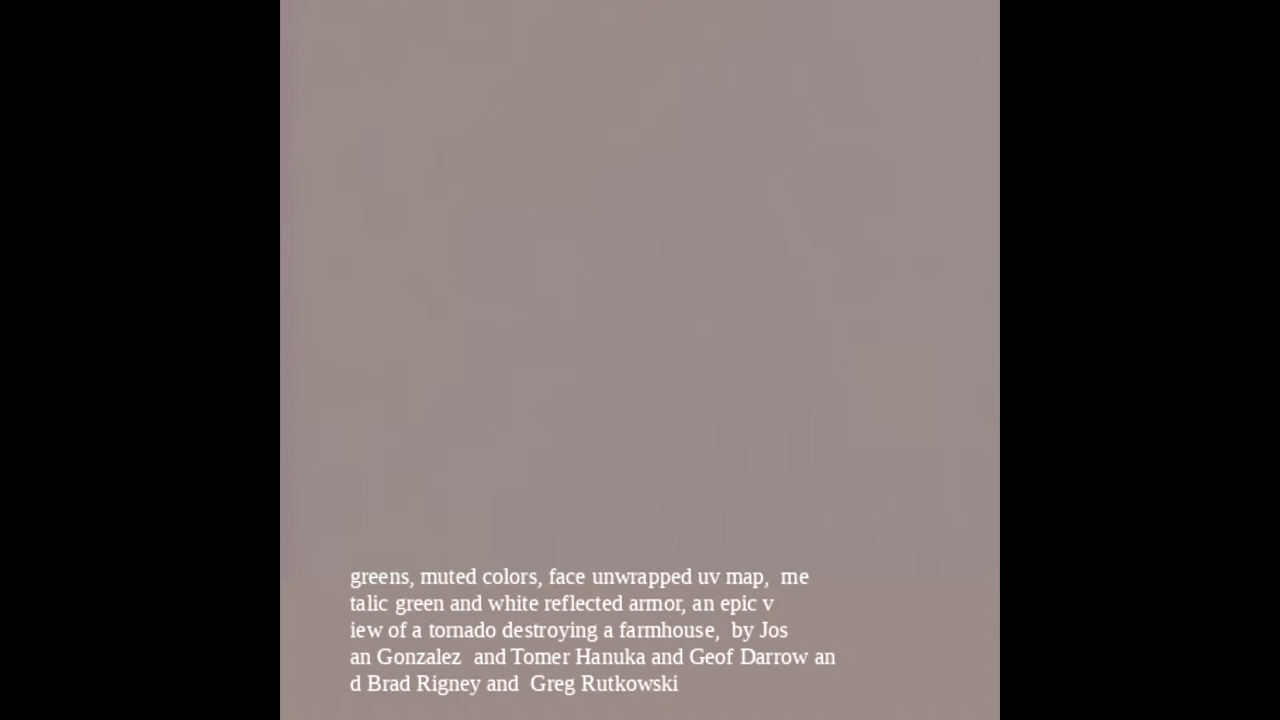 greens, muted colors, face unwrapped uv map,  me
talic green and white reflected armor, an epic v
iew of a tornado destroying a farmhouse,  by Jos
an Gonzalez  and Tomer Hanuka and Geof Darrow an
d Brad Rigney and  Greg Rutkowski